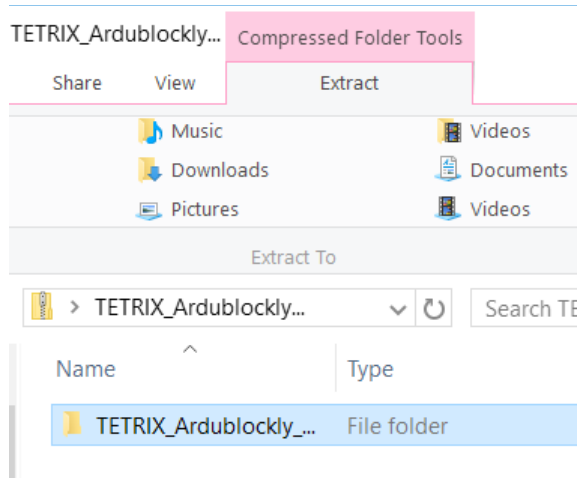 TETRIX_Ardublockly... Compressed Folder Tools
Share View Extract
Music Videos
Downloads Documents
Pictures Videos
Extract To
TETRIX_Ardublockly... Search TE
Name Type
TETRIX_Ardublockly_... File folder